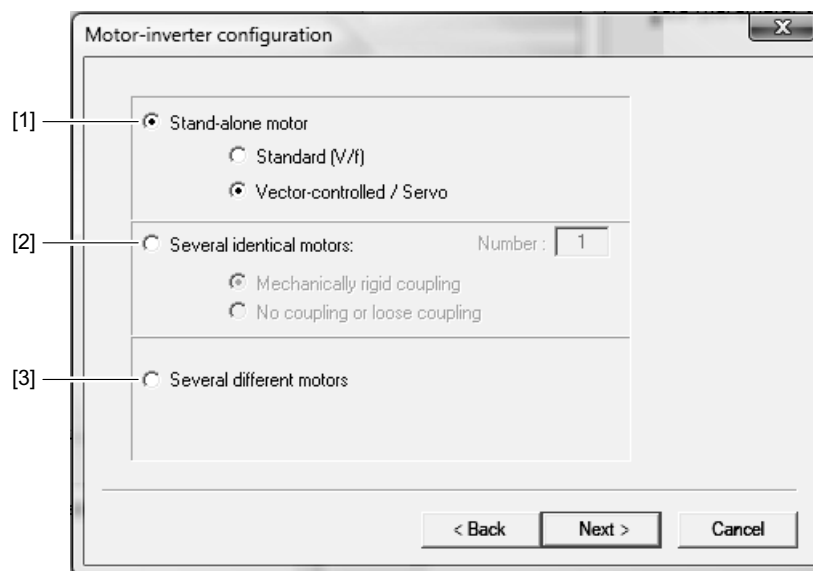 Motor-inverter configuration
[1]
Stand-alone motor
Standard (V/f)
Vector-controlled / Servo
[2]
Several identical motors:
Number :
1
Mechanically rigid coupling
No coupling or loose coupling
[3]
Several different motors
< Back
Next >
Cancel